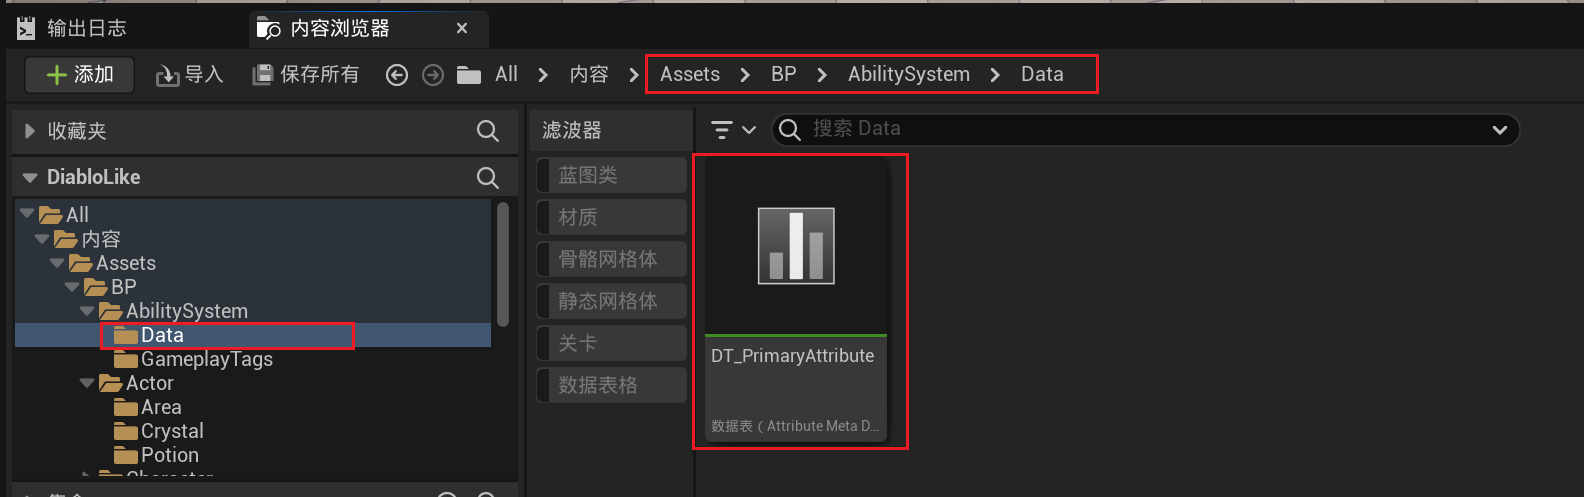 输出日志
内容浏览器
添加
导入
保存所有
All
内容
Assets
BP
AbilitySystem
Data
收藏夹
DiabloLike
All
内容
Assets
BP
AbilitySystem
Data
GameplayTags
Actor
Area
Crystal
Potion
滤波器
蓝图类
材质
骨骼网格体
静态网格体
关卡
数据表格
搜索 Data
DT_PrimaryAttribute
数据表（Attribute Meta D...